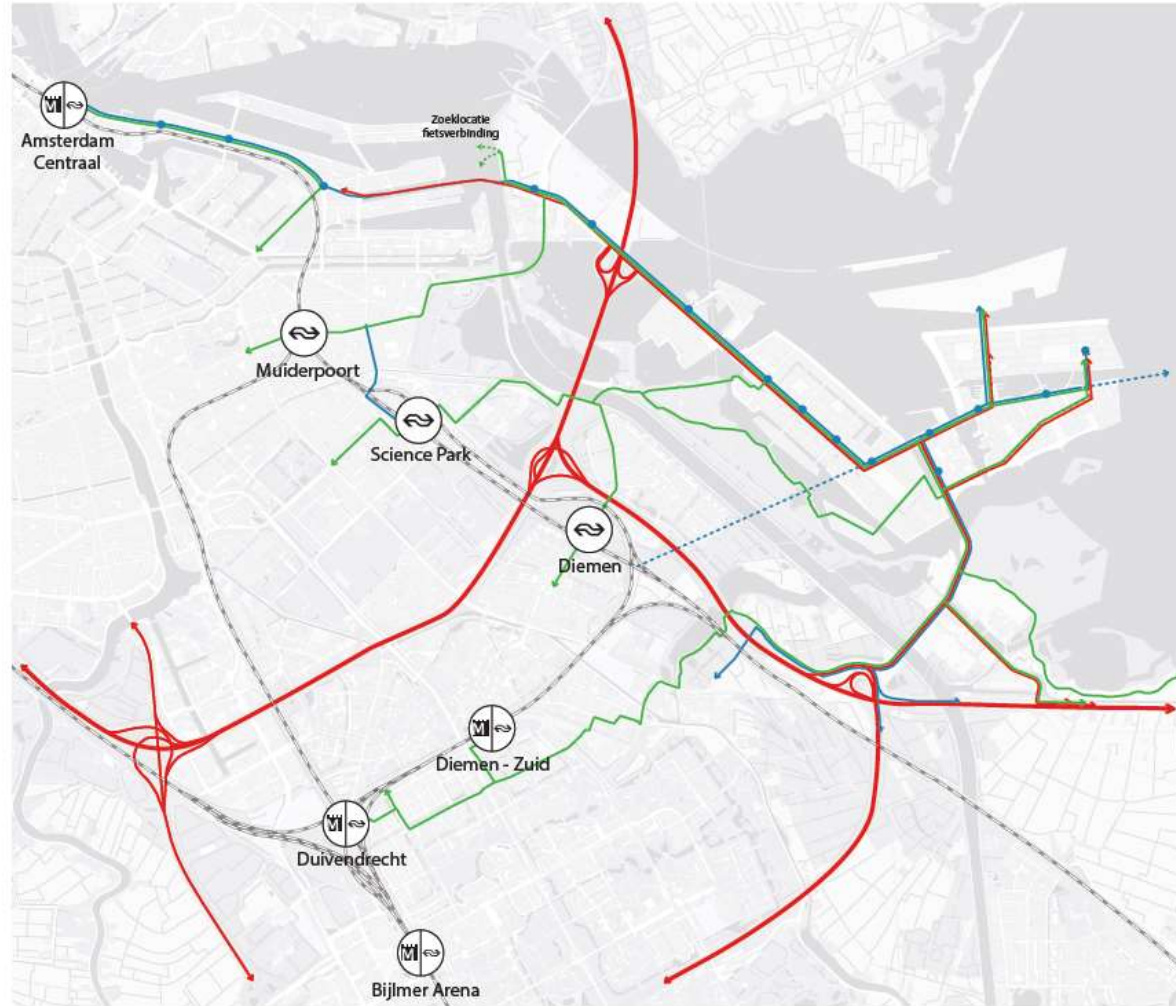 Zoeklocatie
fietsverbinding
Amsterdam
Centraal
Muiderpoort
Science Park
Diemen
Diemen - Zuid
Duivendrecht
Bijlmer Arena